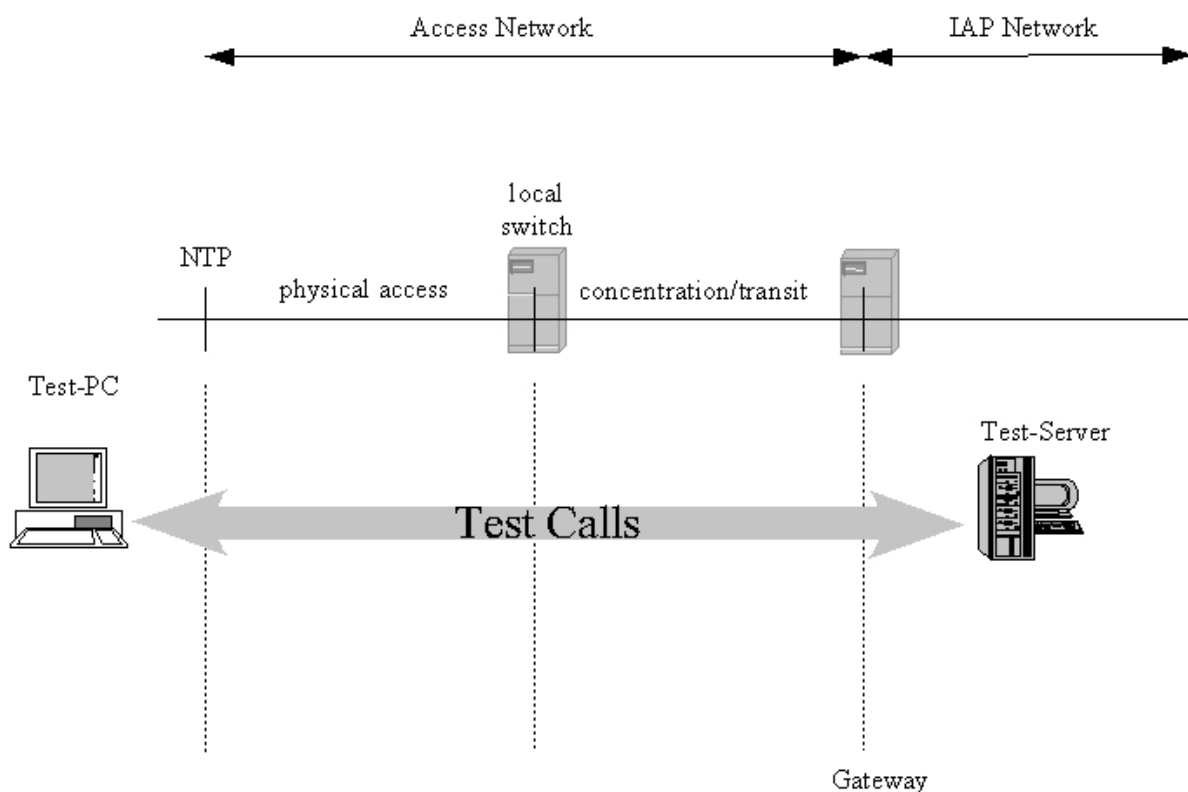 Access Network
IAP Network
local
switch
NTP
physical access
concentration/transit
Test-PC
Test-Server
Test Calls
Gateway